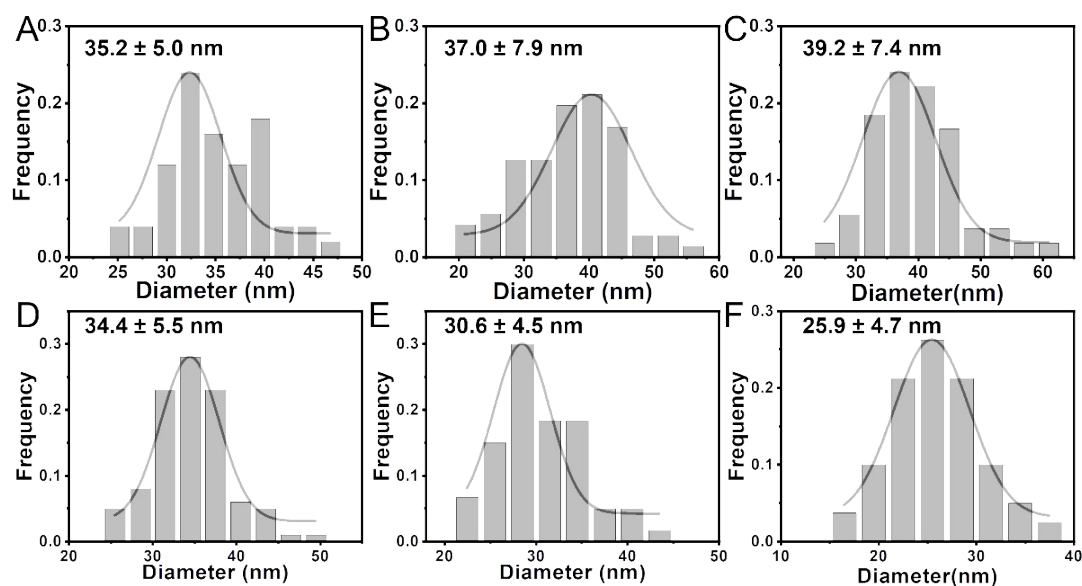 A
35.2 ± 5.0 nm
Frequency
0.3
0.2
0.1
0.0
20 25 30 35 40 45 50
Diameter (nm)
B
37.0 ± 7.9 nm
Frequency
0.3
0.2
0.1
0.0
20 30 40 50 60
Diameter (nm)
C
39.2 ± 7.4 nm
Frequency
0.3
0.2
0.1
0.0
20 30 40 50 60
Diameter(nm)
D
34.4 ± 5.5 nm
Frequency
0.3
0.2
0.1
0.0
20 30 40 50
Diameter (nm)
E
30.6 ± 4.5 nm
Frequency
0.3
0.2
0.1
0.0
20 30 40 50
Diameter (nm)
F
25.9 ± 4.7 nm
Frequency
0.3
0.2
0.1
0.0
10 20 30 40
Diameter(nm)